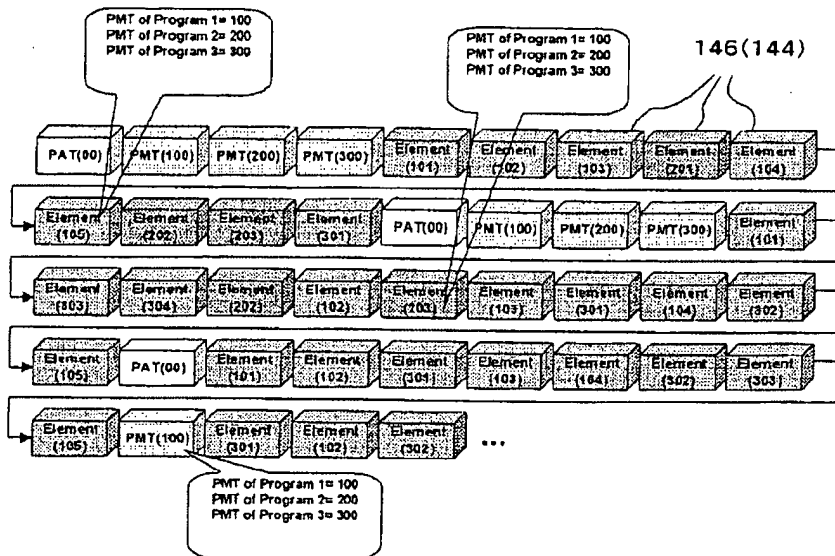 PMT of Program 1= 100
PMT of Program 2= 200
PMT of Program 3= 300
PMT of Program 1= 100
PMT of Program 2= 200
PMT of Program 3= 300
146(144)
PAT(00) PMT(100) PMT(200) PMT(300) Element (101) Element (102) Element (103) Element (201) Element (104)
Element (105) Element (202) Element (203) Element (301) PAT(00) PMT(100) PMT(200) PMT(300) Element (101)
Element (303) Element (304) Element (202) Element (102) Element (203) Element (103) Element (301) Element (104) Element (302)
Element (105) PAT(00) Element (101) Element (102) Element (301) Element (103) Element (104) Element (302) Element (303)
Element (105) PMT(100) Element (301) Element (102) Element (302) ...
PMT of Program 1= 100
PMT of Program 2= 200
PMT of Program 3= 300